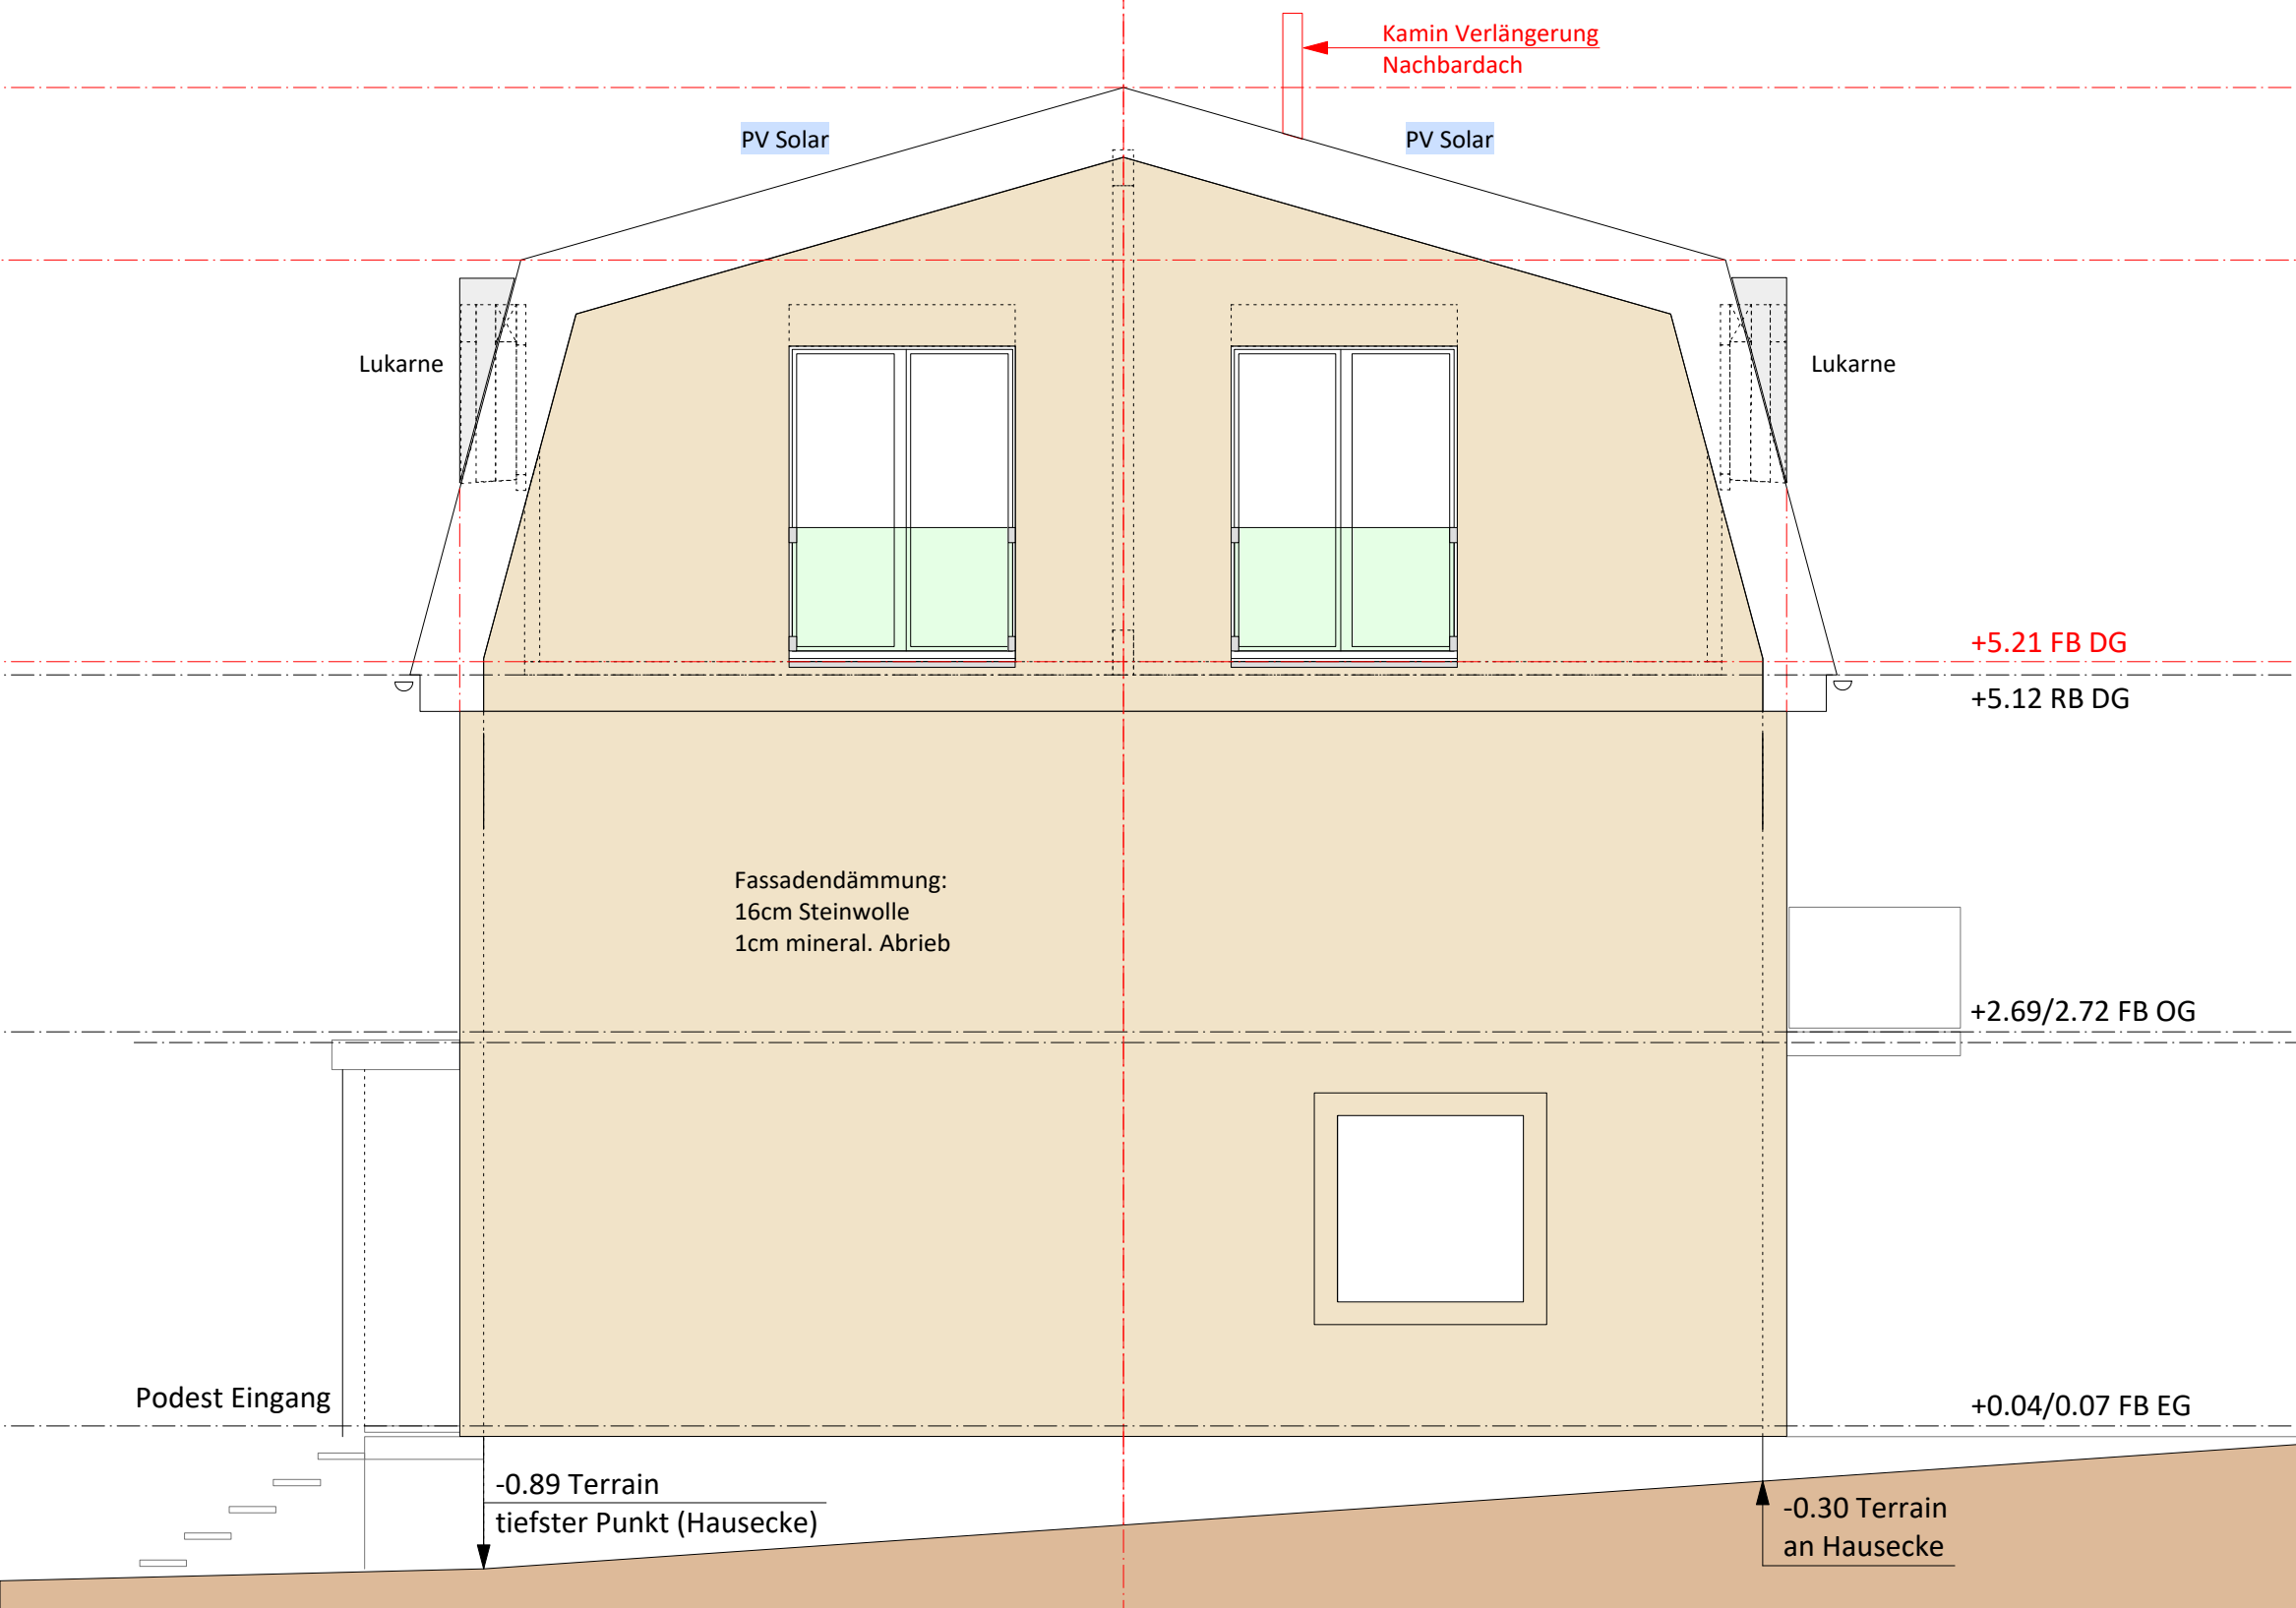 Kamin Verlängerung
Nachbardach
PV Solar
PV Solar
Lukarne
Lukarne
+5.21 FB DG
+5.12 RB DG
Fassadendämmung:
16cm Steinwolle
1cm mineral. Abrieb
+2.69/2.72 FB OG
Podest Eingang
+0.04/0.07 FB EG
-0.89 Terrain
tiefster Punkt (Hausecke)
-0.30 Terrain
an Hausecke